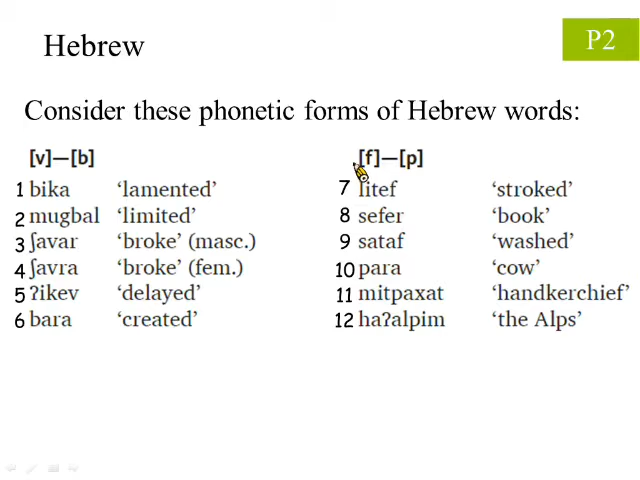 Hebrew
P2
Consider these phonetic forms of Hebrew words:
[v]—[b]
1 bika ‘lamented’
2 mugbal ‘limited’
3 ʃavar ‘broke’ (masc.)
4 ʃavra ‘broke’ (fem.)
5 ʔikev ‘delayed’
6 bara ‘created’
[f]—[p]
7 litef ‘stroked’
8 sefer ‘book’
9 sataf ‘washed’
10 para ‘cow’
11 mitpaxat ‘handkerchief’
12 haʔalpim ‘the Alps’